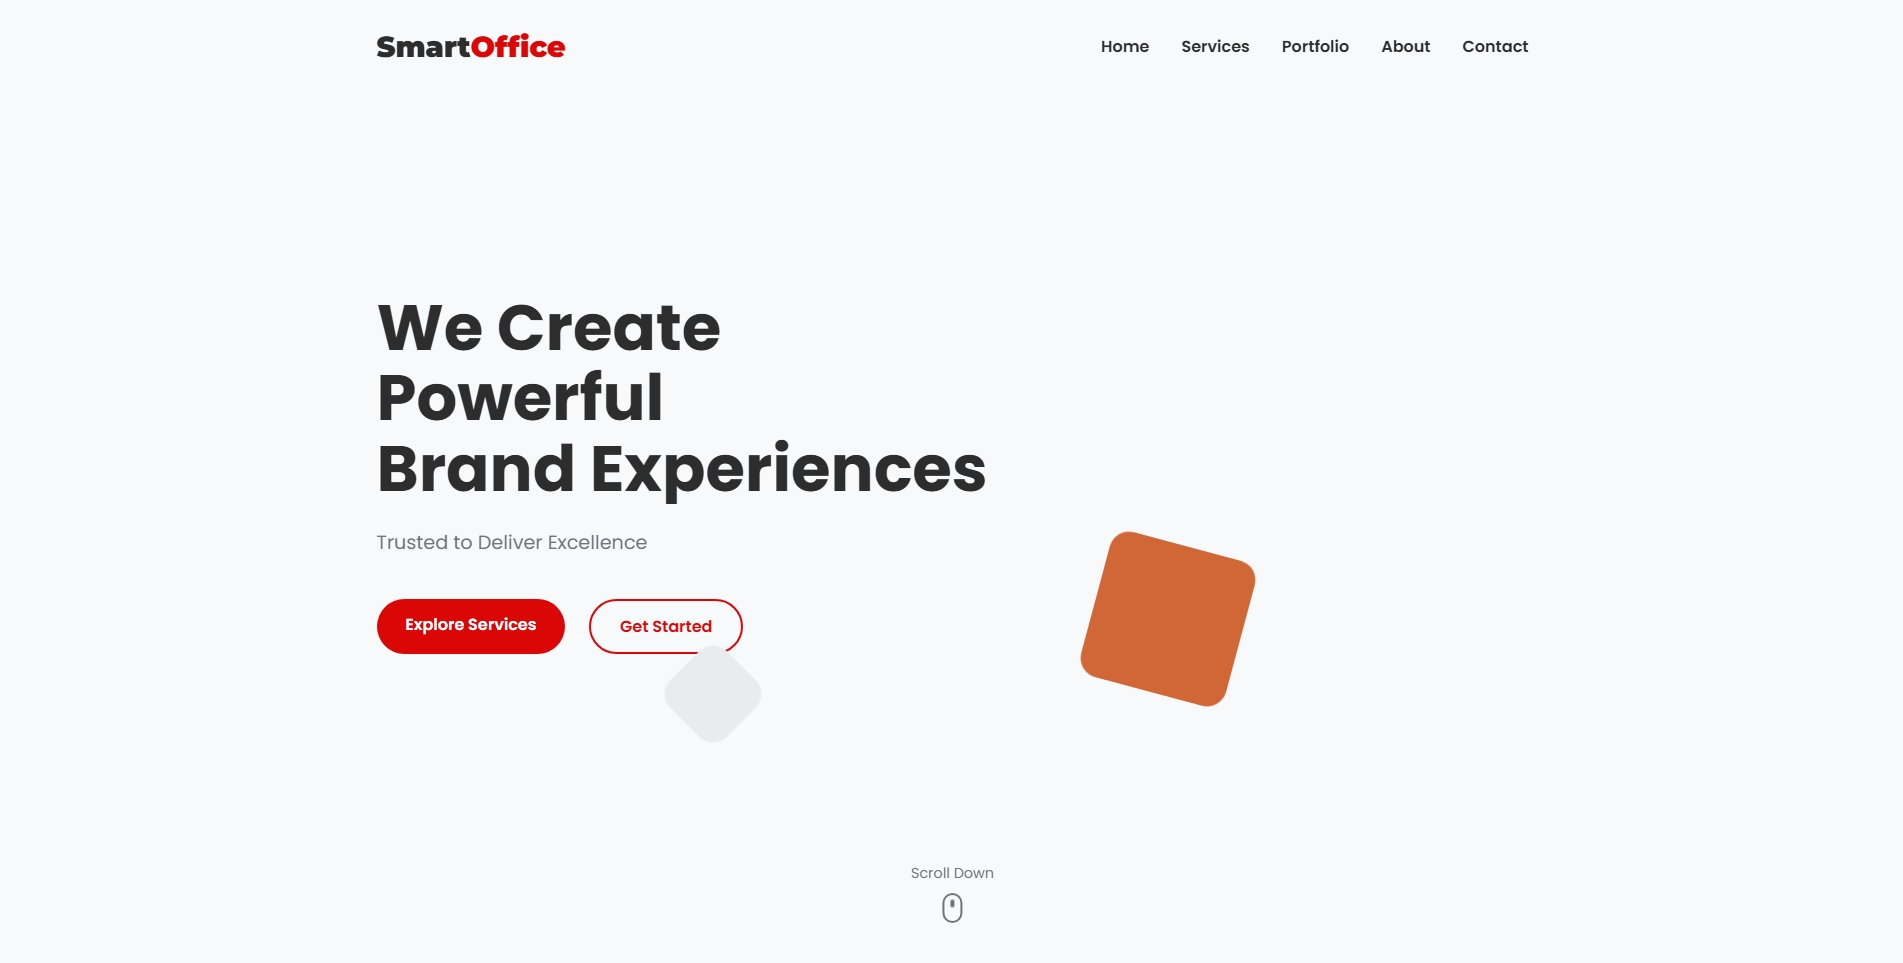 SmartOffice
Home Services Portfolio About Contact
We Create
Powerful
Brand Experiences
Trusted to Deliver Excellence
Explore Services Get Started
Scroll Down